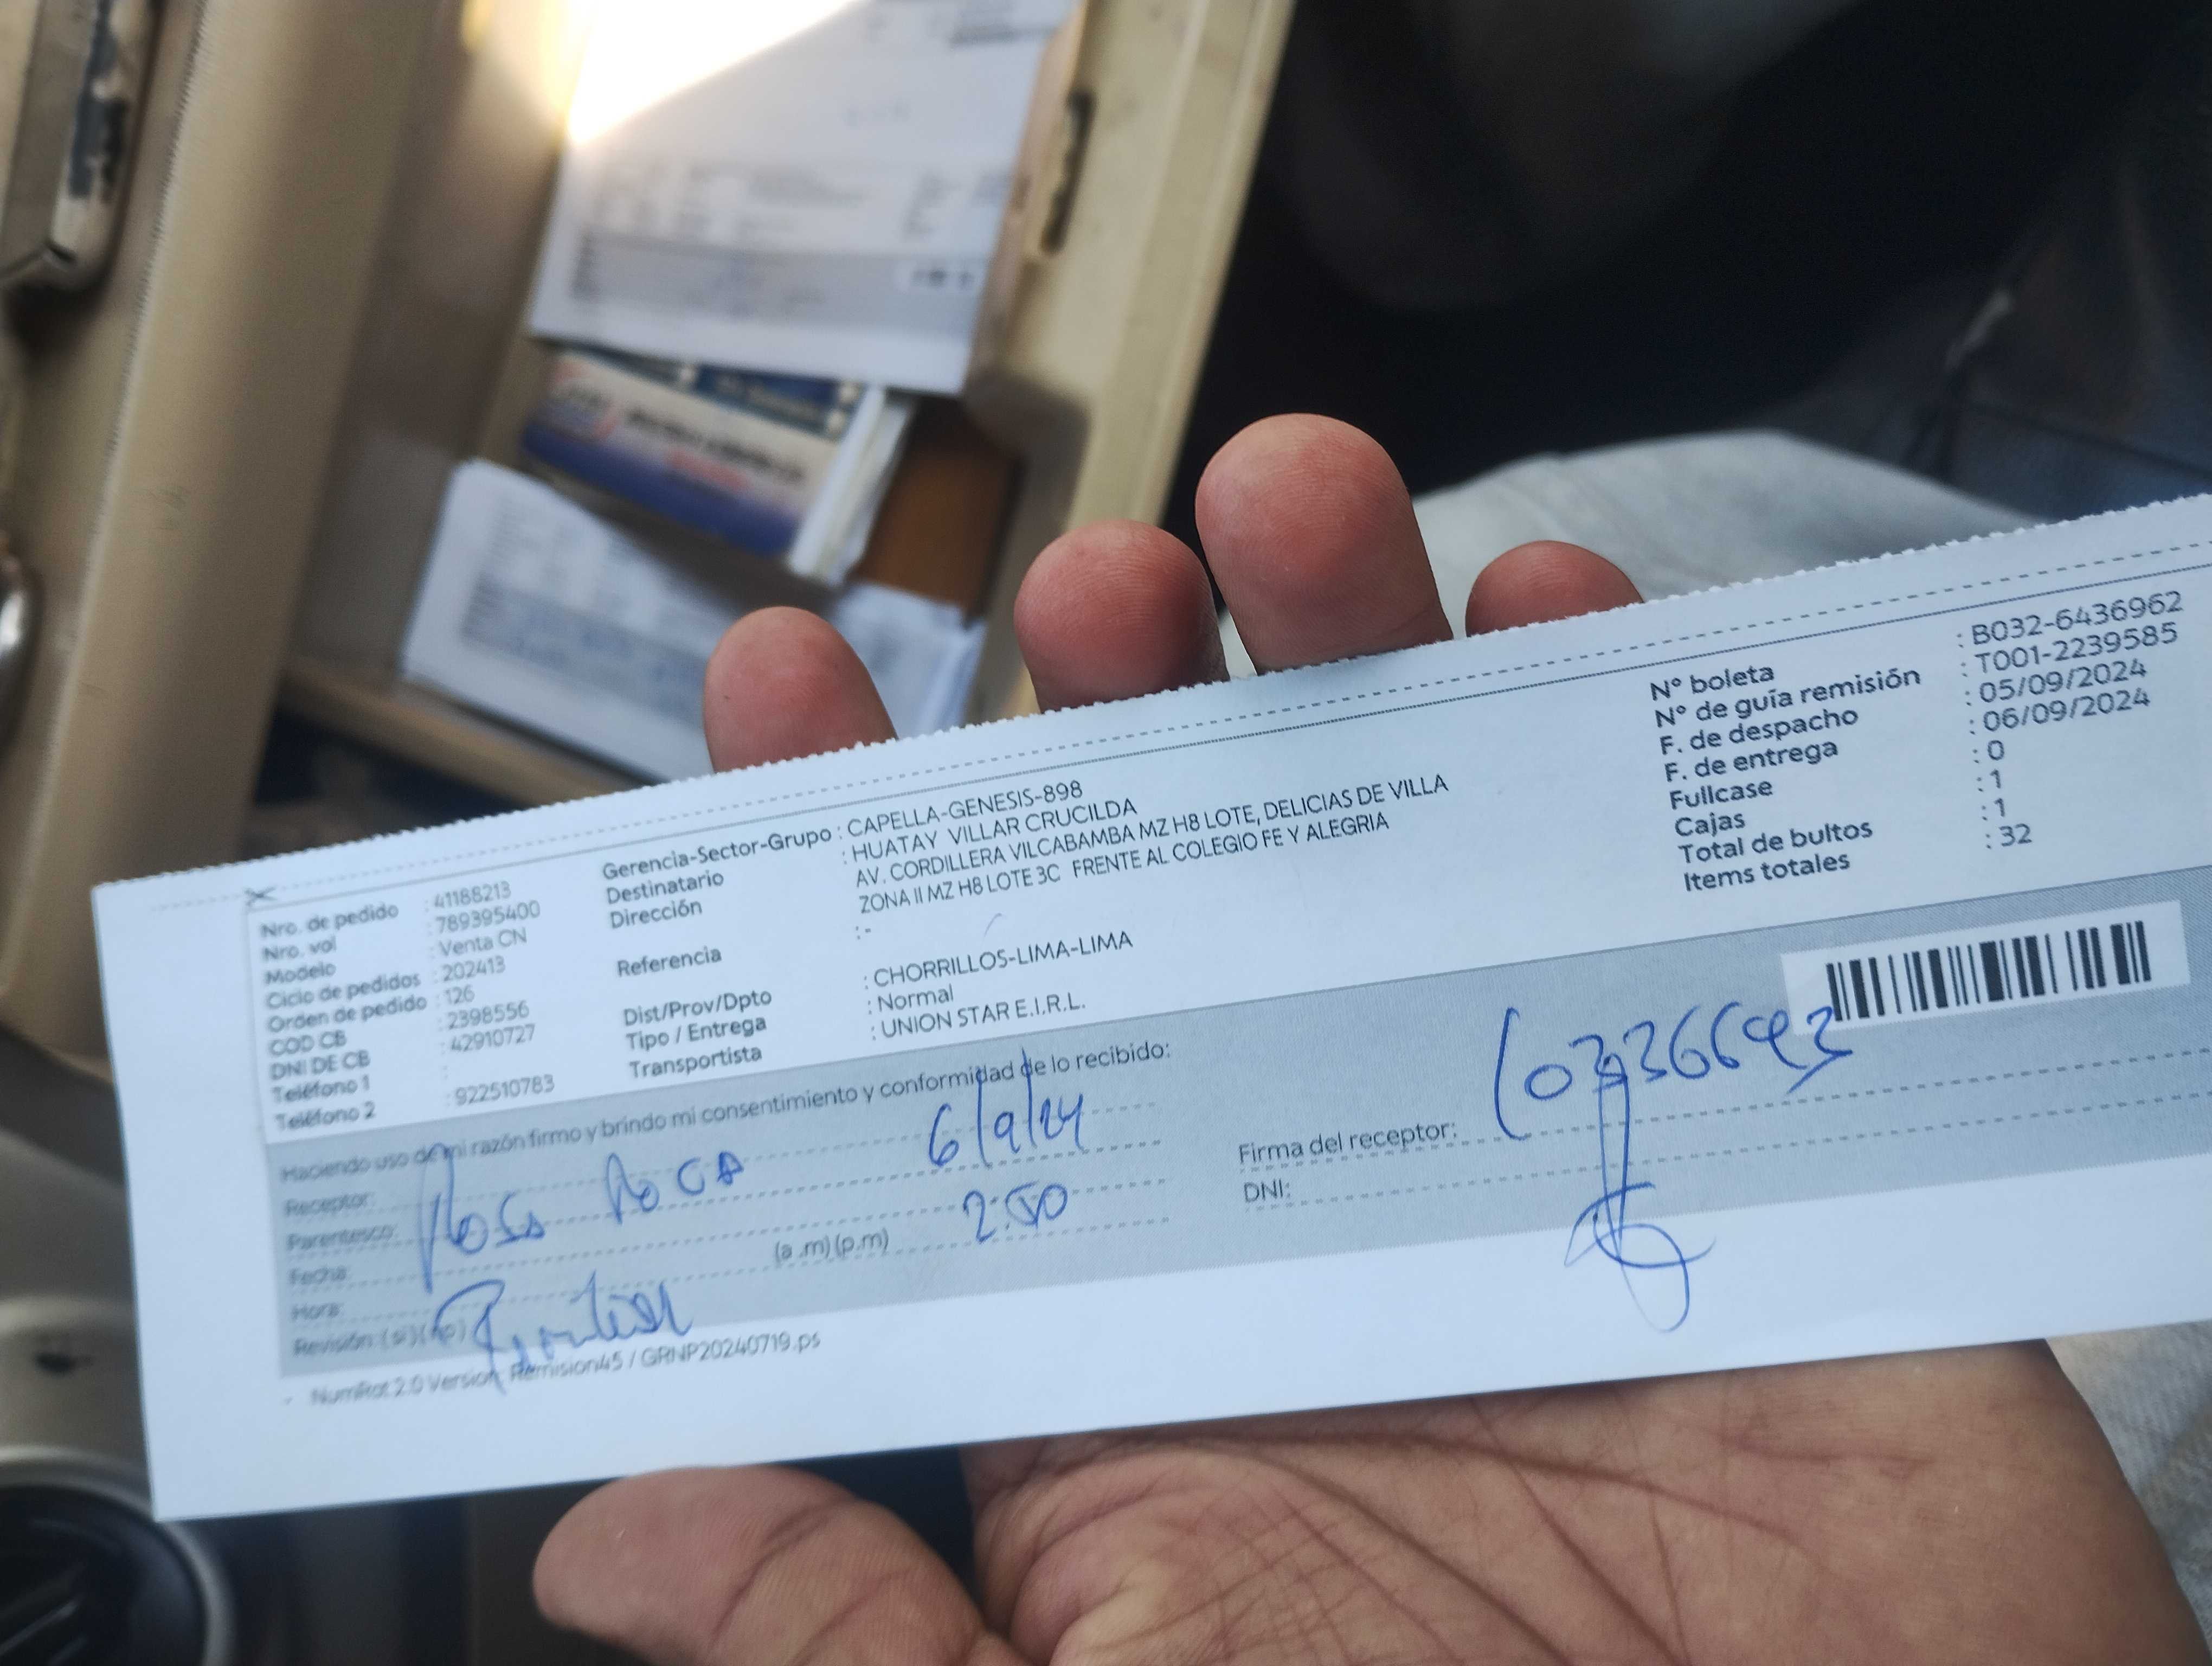 Nro. de pedido : 41188213
Nro. vol : 789395400
Modelo : Venta CN
Ciclo de pedidos : 202413
Orden de pedido : 126
COD CB : 2398556
DNI DE CB : 42910727
Teléfono 1 :
Teléfono 2 : 922510783
Gerencia-Sector-Grupo : CAPELLA-GENESIS-898
Destinatario : HUATAY VILLAR CRUCILDA
Dirección AV. CORDILLERA VILCABAMBA MZ H8 LOTE, DELICIAS DE VILLA
ZONA II MZ H8 LOTE 3C FRENTE AL COLEGIO FE Y ALEGRIA
Referencia :-
Dist/Prov/Dpto : CHORRILLOS-LIMA-LIMA
Tipo / Entrega : Normal
Transportista : UNION STAR E.I.R.L.
N° boleta : B032-6436962
N° de guía remisión : T001-2239585
F. de despacho : 05/09/2024
F. de entrega : 06/09/2024
Fullcase : 0
Cajas : 1
Total de bultos : 1
Items totales : 32
Haciendo uso de mi razón firmo y brindo mi consentimiento y conformidad de lo recibido:
Receptor:
Parentesco:
Fecha: 6/9/24
Hora: (a .m) (p.m) 2:50
Revisión: (si) (no)
Firma del receptor:
DNI:
NumRot 2.0 Version: Remision45 / GRNP20240719.ps